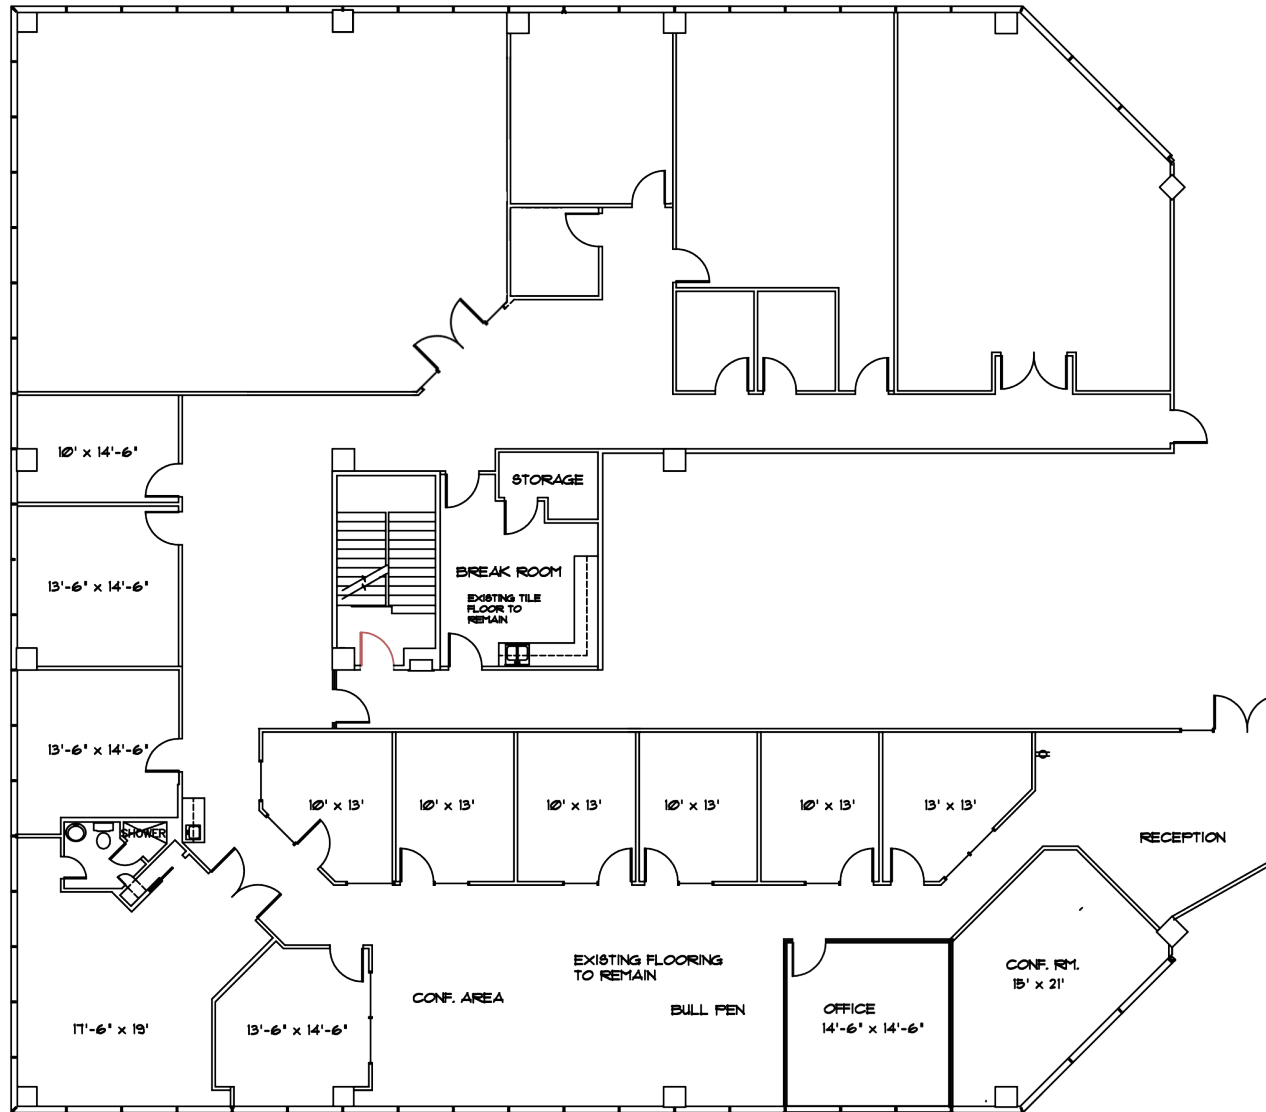 10' x 14'-6"
STORAGE
13'-6" x 14'-6"
BREAK ROOM
EXISTING TILE
FLOOR TO
REMAIN
13'-6" x 14'-6"
10' x 13'
10' x 13'
10' x 13'
10' x 13'
10' x 13'
13' x 13'
SHOWER
RECEPTION
EXISTING FLOORING
TO REMAIN
CONF. RM.
15' x 21'
CONF. AREA
BULL PEN
OFFICE
14'-6" x 14'-6"
17'-6" x 19'
13'-6" x 14'-6"